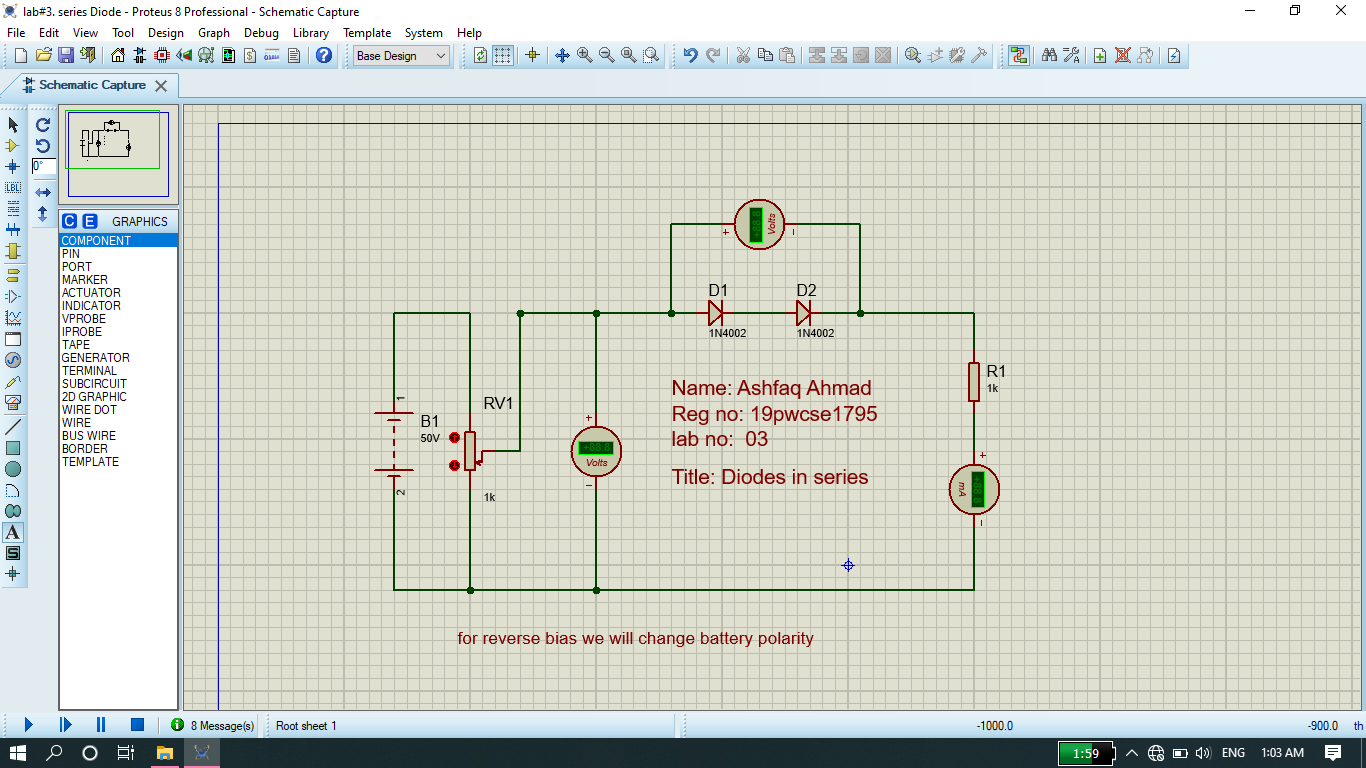 lab#3. series Diode - Proteus 8 Professional - Schematic Capture
File Edit View Tool Design Graph Debug Library Template System Help
Base Design
Schematic Capture
0°
LBL
C E GRAPHICS
COMPONENT
PIN
PORT
MARKER
ACTUATOR
INDICATOR
VPROBE
IPROBE
TAPE
GENERATOR
TERMINAL
SUBCIRCUIT
2D GRAPHIC
WIRE DOT
WIRE
BUS WIRE
BORDER
TEMPLATE
A
S
Volts
+ -
D1 D2
1N4002 1N4002
R1
1k
1
B1
50V
2
RV1
1k
+
Volts
-
+
mA
-
Name: Ashfaq Ahmad
Reg no: 19pwcse1795
lab no: 03
Title: Diodes in series
for reverse bias we will change battery polarity
8 Message(s) Root sheet 1 -1000.0 -900.0 th
1:59 ENG 1:03 AM